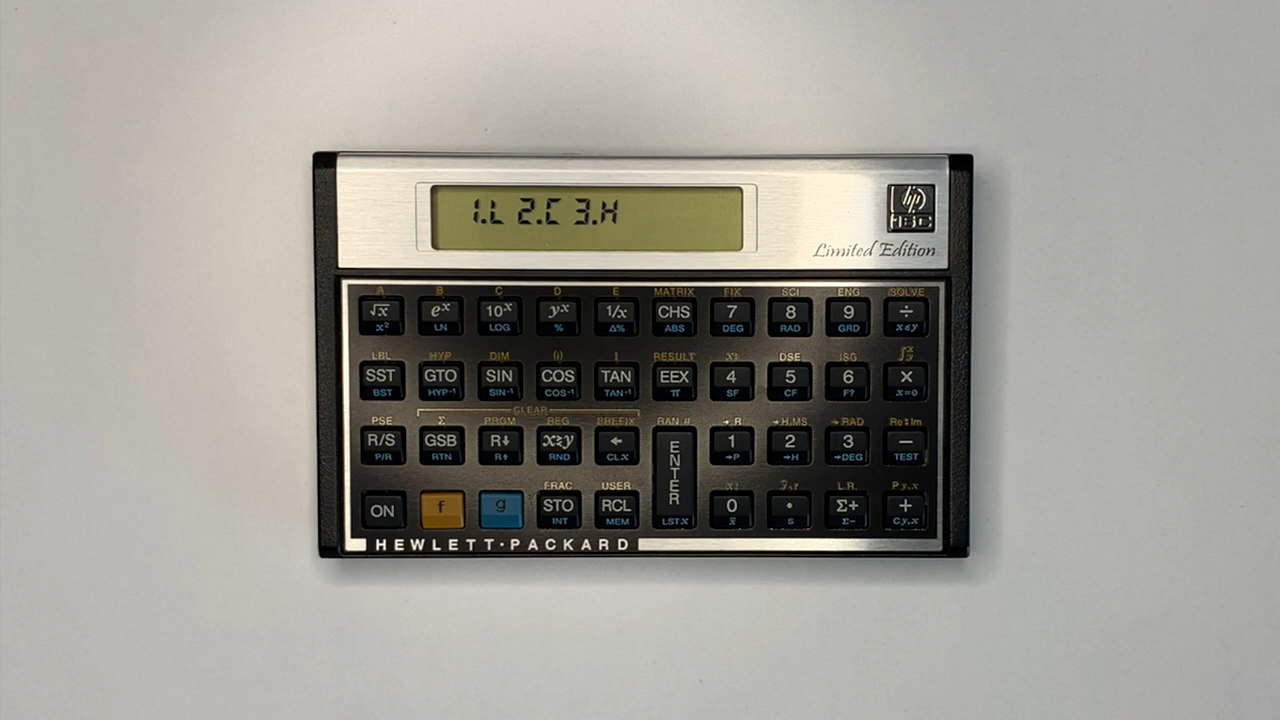 1.L 2.C 3.H
hp
15C
Limited Edition
A B C D E MATRIX FIX SCI ENG SOLVE
√x eˣ 10ˣ yˣ 1/x CHS 7 8 9 ÷
x² LN LOG % Δ% ABS DEG RAD GRD x≤y
LBL HYP DIM (i) I RESULT x≷ DSE ISG ∫xy
SST GTO SIN COS TAN EEX 4 5 6 ×
BST HYP⁻¹ SIN⁻¹ COS⁻¹ TAN⁻¹ π SF CF F? x=0
CLEAR
PSE Σ PRGM REG PREFIX RAN # →R →H.MS →RAD Re≷Im
R/S GSB R↓ x≷y ← ENTER 1 2 3 −
P/R RTN R↑ RND CLx →P →H →DEG TEST
FRAC USER x! ŷ,r L.R. Py,x
ON f g STO RCL 0 • Σ+ +
INT MEM LSTx x̄ s Σ− Cy,x
HEWLETT·PACKARD